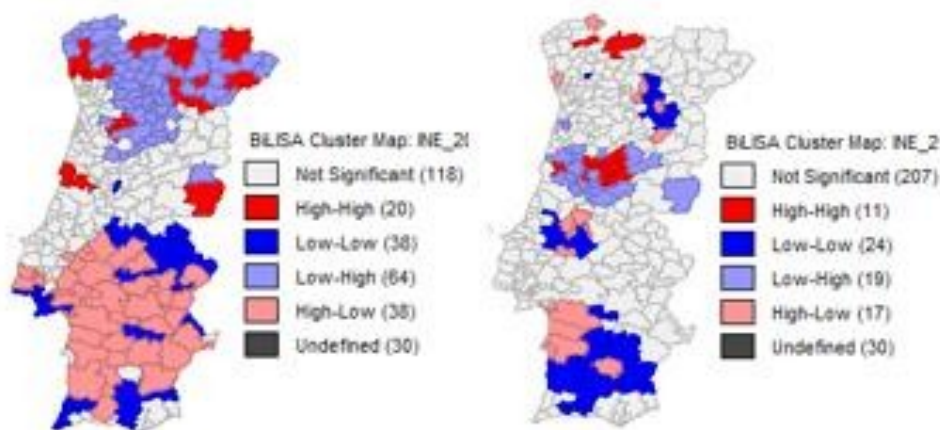 BiLISA Cluster Map: INE_20
Not Significant (118)
High-High (20)
Low-Low (38)
Low-High (64)
High-Low (38)
Undefined (30)
BiLISA Cluster Map: INE_2
Not Significant (207)
High-High (11)
Low-Low (24)
Low-High (19)
High-Low (17)
Undefined (30)